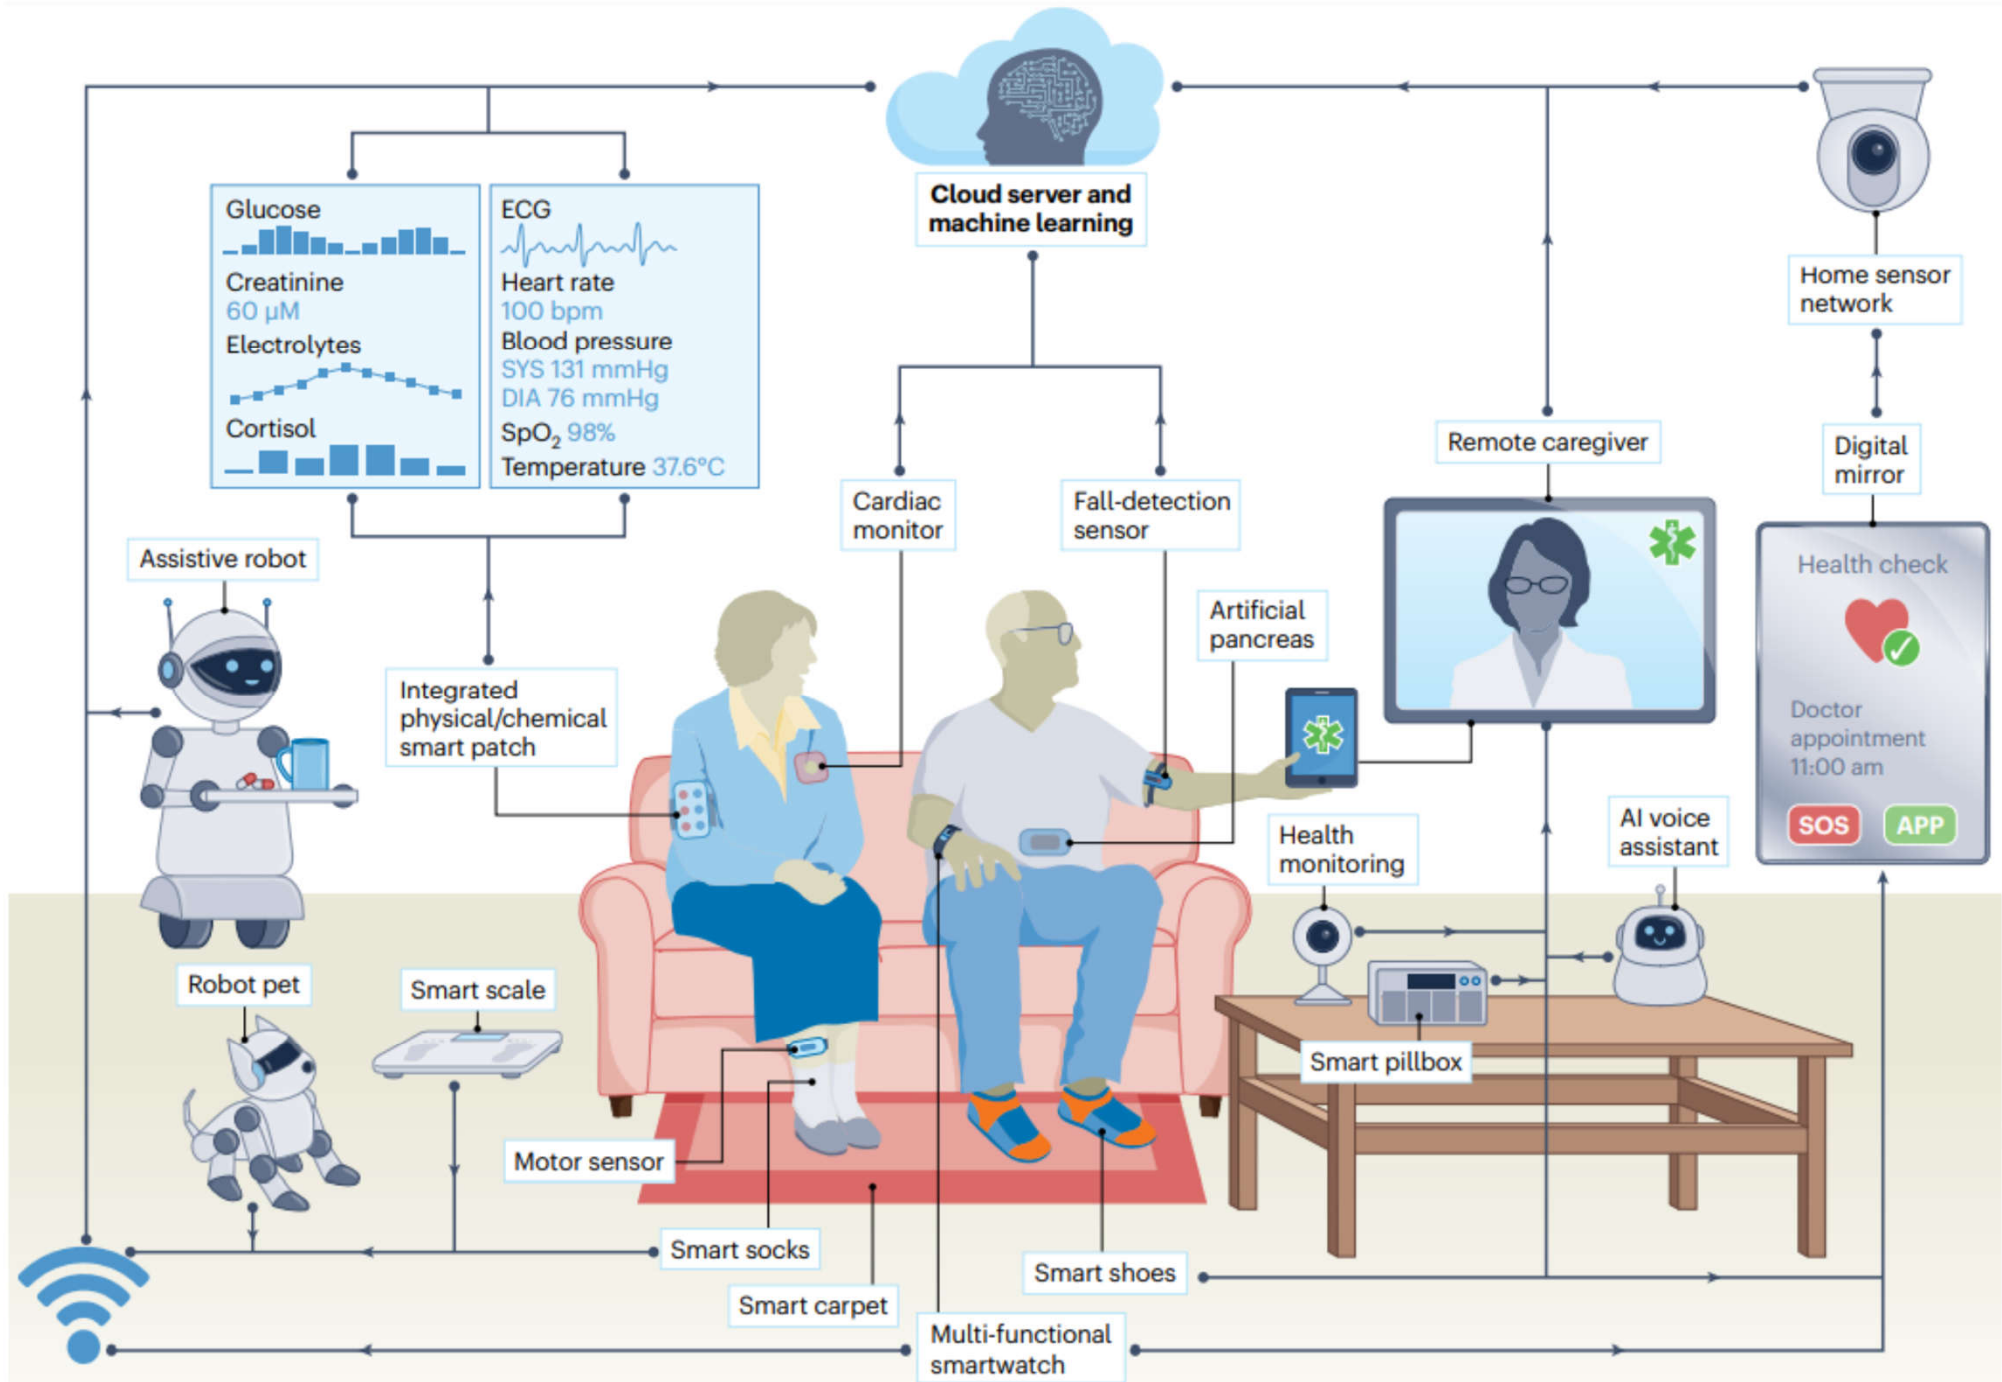 Cloud server and
machine learning
Glucose
Creatinine
60 µM
Electrolytes
Cortisol
ECG
Heart rate
100 bpm
Blood pressure
SYS 131 mmHg
DIA 76 mmHg
SpO₂ 98%
Temperature 37.6°C
Home sensor
network
Remote caregiver
Digital
mirror
Cardiac
monitor
Fall-detection
sensor
Assistive robot
Artificial
pancreas
Integrated
physical/chemical
smart patch
Health check
Doctor
appointment
11:00 am
SOS
APP
Health
monitoring
AI voice
assistant
Robot pet
Smart scale
Smart pillbox
Motor sensor
Smart socks
Smart shoes
Smart carpet
Multi-functional
smartwatch